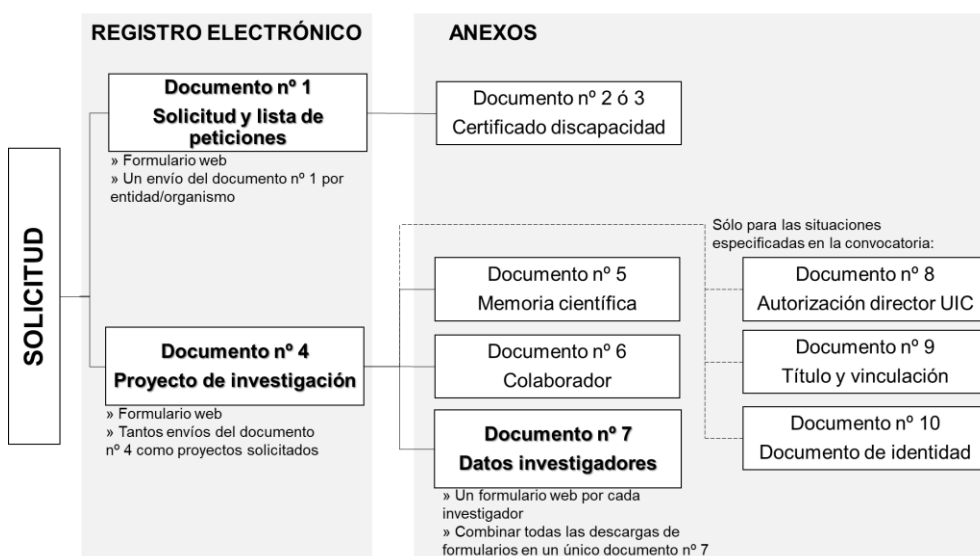 REGISTRO ELECTRÓNICO
ANEXOS
SOLICITUD
Documento nº 1
Solicitud y lista de
peticiones
» Formulario web
» Un envío del documento nº 1 por
entidad/organismo
Documento nº 2 ó 3
Certificado discapacidad
Documento nº 4
Proyecto de investigación
» Formulario web
» Tantos envíos del documento
nº 4 como proyectos solicitados
Documento nº 5
Memoria científica
Documento nº 6
Colaborador
Documento nº 7
Datos investigadores
» Un formulario web por cada
investigador
» Combinar todas las descargas de
formularios en un único documento nº 7
Sólo para las situaciones
especificadas en la convocatoria:
Documento nº 8
Autorización director UIC
Documento nº 9
Título y vinculación
Documento nº 10
Documento de identidad